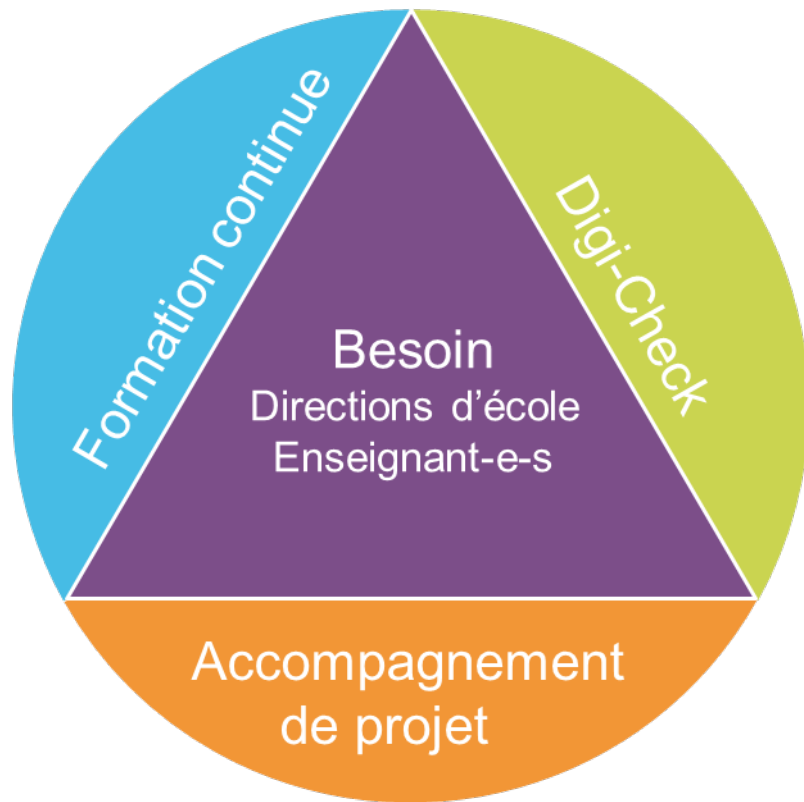 Formation continue
Digi-Check
Besoin
Directions d'école
Enseignant-e-s
Accompagnement
de projet